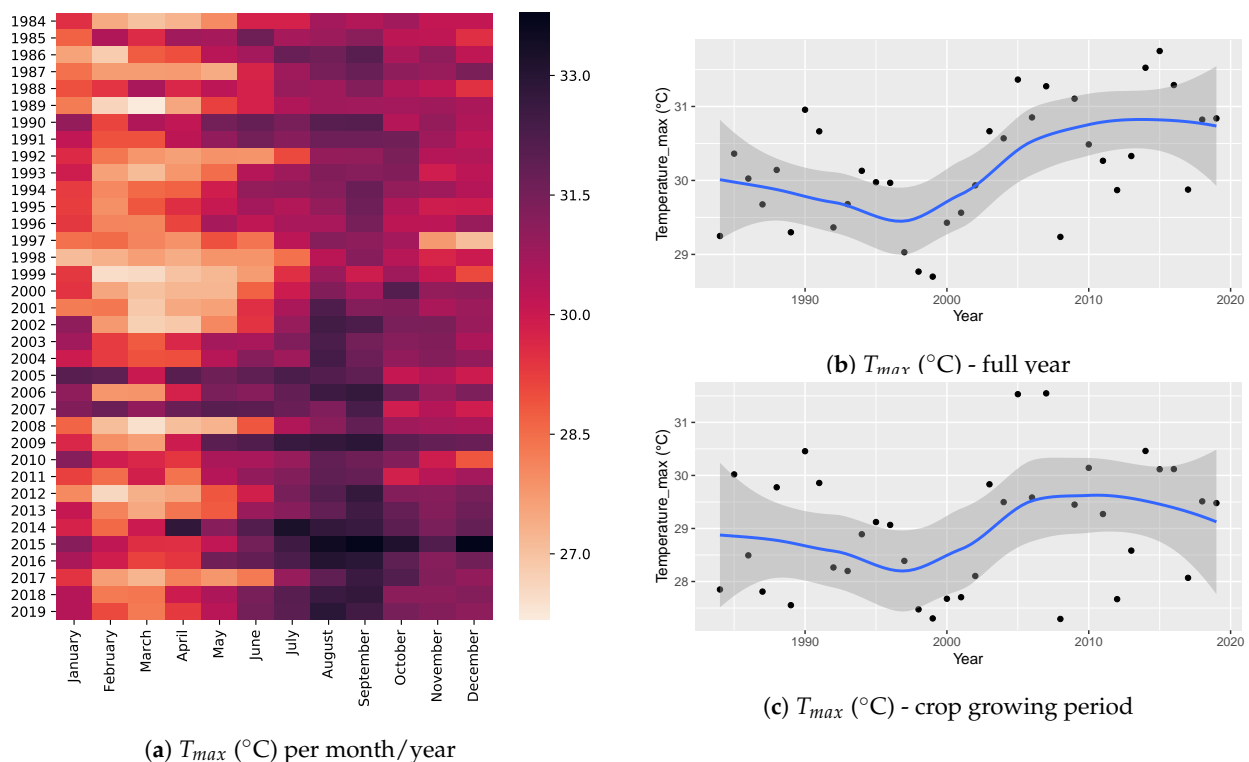 1984
1985
1986
1987
1988
1989
1990
1991
1992
1993
1994
1995
1996
1997
1998
1999
2000
2001
2002
2003
2004
2005
2006
2007
2008
2009
2010
2011
2012
2013
2014
2015
2016
2017
2018
2019
January
February
March
April
May
June
July
August
September
October
November
December
33.0
31.5
30.0
28.5
27.0
(a) Tmax (°C) per month/year
Temperature_max (°C)
31
30
29
1990
2000
2010
2020
Year
(b) Tmax (°C) - full year
Temperature_max (°C)
31
30
29
28
1990
2000
2010
2020
Year
(c) Tmax (°C) - crop growing period